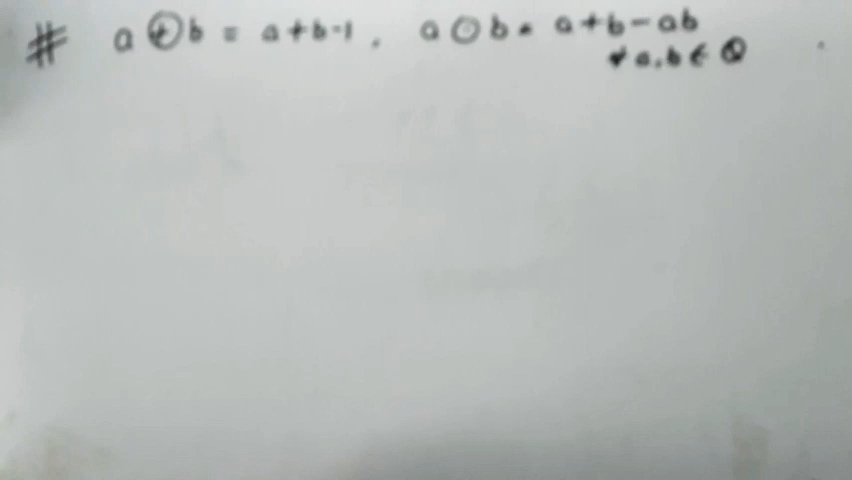 # a ⊕ b = a + b - 1 , a ⊙ b = a + b - ab
∀ a, b ∈ Q